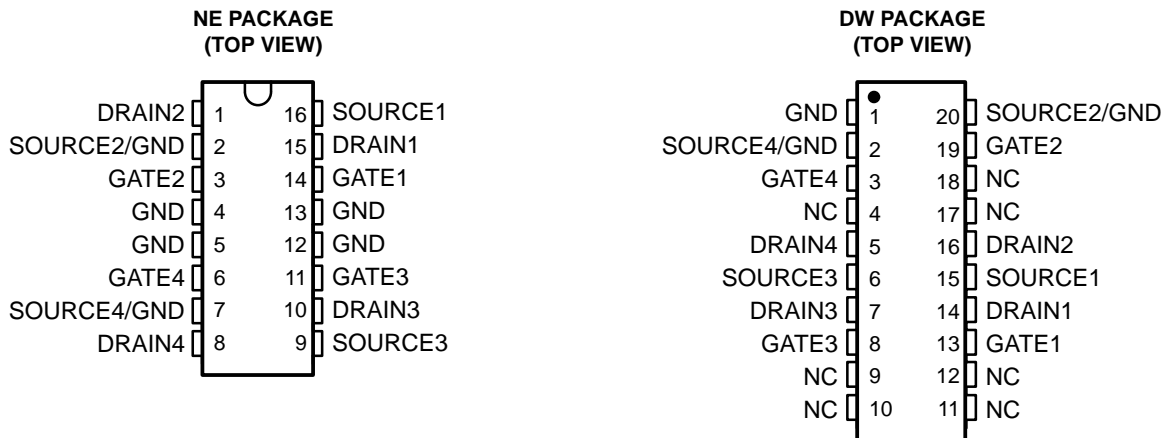 NE PACKAGE
(TOP VIEW)
DRAIN2 1 16 SOURCE1
SOURCE2/GND 2 15 DRAIN1
GATE2 3 14 GATE1
GND 4 13 GND
GND 5 12 GND
GATE4 6 11 GATE3
SOURCE4/GND 7 10 DRAIN3
DRAIN4 8 9 SOURCE3
DW PACKAGE
(TOP VIEW)
GND 1 20 SOURCE2/GND
SOURCE4/GND 2 19 GATE2
GATE4 3 18 NC
NC 4 17 NC
DRAIN4 5 16 DRAIN2
SOURCE3 6 15 SOURCE1
DRAIN3 7 14 DRAIN1
GATE3 8 13 GATE1
NC 9 12 NC
NC 10 11 NC